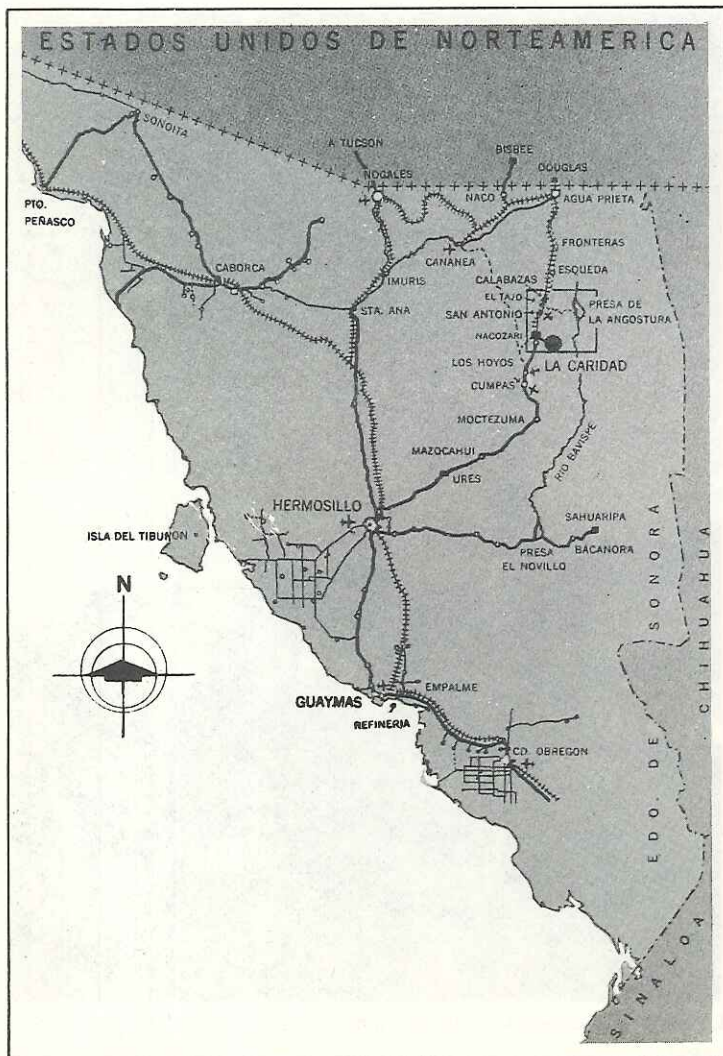 ESTADOS UNIDOS DE NORTEAMERICA
SONOITA
A TUCSON
BISBEE
NOGALES
DOUGLAS
NACO
AGUA PRIETA
PTO.
PEÑASCO
FRONTERAS
CANANEA
CABORCA
IMURIS
CALABAZAS
ESQUEDA
EL TAJO
PRESA DE
LA ANGOSTURA
STA. ANA
SAN ANTONIO
NACOZARI
LOS HOYOS
LA CARIDAD
CUMPAS
MOCTEZUMA
MAZOCAHUI
URES
RIO BAVISPE
HERMOSILLO
SAHUARIPA
ISLA DEL TIBURON
PRESA
EL NOVILLO
BACANORA
N
EMPALME
GUAYMAS
REFINERIA
CD. OBREGON
EDO. DE SONORA
CHIHUAHUA
SINALOA